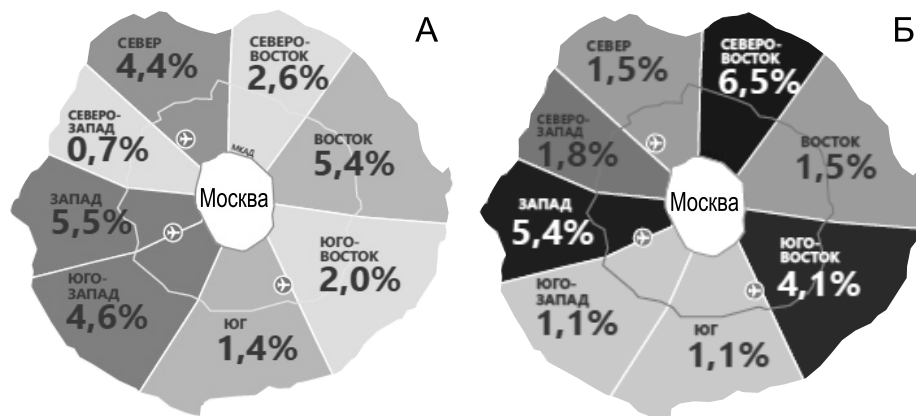 А
СЕВЕР
4,4%
СЕВЕРО-
ВОСТОК
2,6%
СЕВЕРО-
ЗАПАД
0,7%
МКАД
ВОСТОК
5,4%
Москва
ЗАПАД
5,5%
ЮГО-
ВОСТОК
2,0%
ЮГО-
ЗАПАД
4,6%
ЮГ
1,4%
Б
СЕВЕР
1,5%
СЕВЕРО-
ВОСТОК
6,5%
СЕВЕРО-
ЗАПАД
1,8%
ВОСТОК
1,5%
Москва
ЗАПАД
5,4%
ЮГО-
ВОСТОК
4,1%
ЮГО-
ЗАПАД
1,1%
ЮГ
1,1%